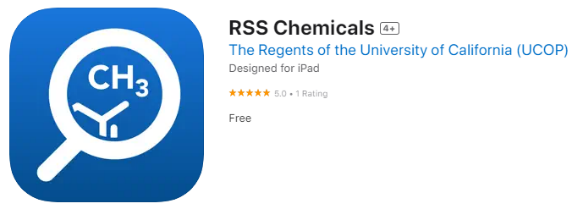 CH3
RSS Chemicals 4+
The Regents of the University of California (UCOP)
Designed for iPad
★★★★★ 5.0 • 1 Rating
Free